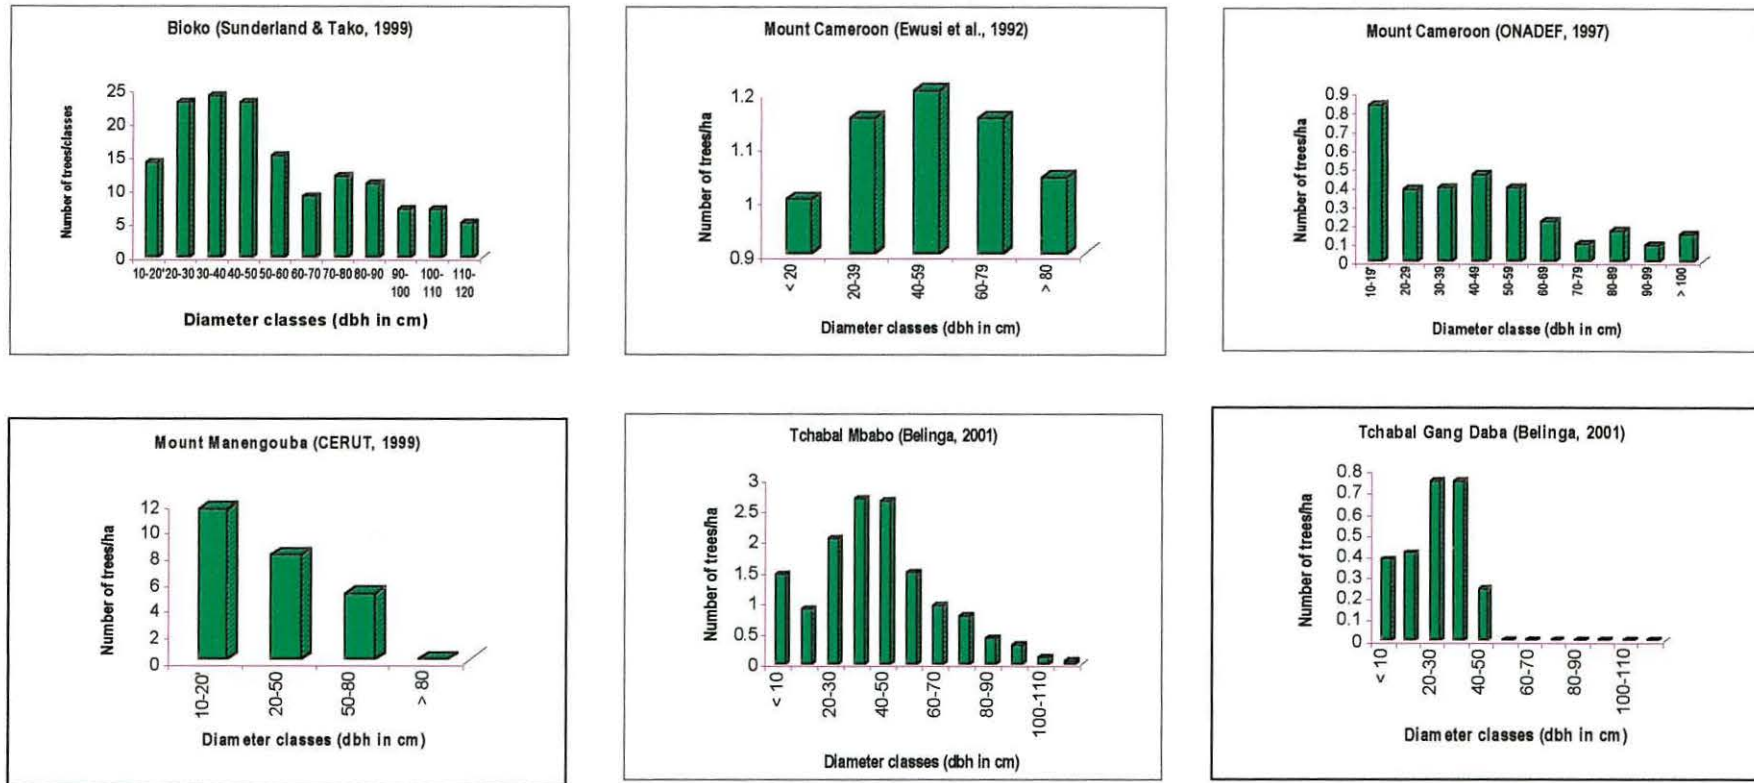 Bioko (Sunderland & Tako, 1999)
Number of trees/classes
25
20
15
10
5
0
10-20' 20-30 30-40 40-50 50-60 60-70 70-80 80-90 90-100 100-110 110-120
Diameter classes (dbh in cm)
Mount Cameroon (Ewusi et al., 1992)
Number of trees/ha
1.2
1.1
1
0.9
< 20 20-39 40-59 60-79 > 80
Diameter classes (dbh in cm)
Mount Cameroon (ONADEF, 1997)
Number of trees/ha
0.9
0.8
0.7
0.6
0.5
0.4
0.3
0.2
0.1
0
10-19' 20-29 30-39 40-49 50-59 60-69 70-79 80-89 90-99 > 100
Diameter classe (dbh in cm)
Mount Manengouba (CERUT, 1999)
Number of trees/ha
12
10
8
6
4
2
0
10-20' 20-50 50-80 > 80
Diameter classes (dbh in cm)
Tchabal Mbabo (Belinga, 2001)
Number of trees/ha
3
2.5
2
1.5
1
0.5
0
< 10 20-30 40-50 60-70 80-90 100-110
Diameter classes (dbh in cm)
Tchabal Gang Daba (Belinga, 2001)
Number of trees/ha
0.8
0.7
0.6
0.5
0.4
0.3
0.2
0.1
0
< 10 20-30 40-50 60-70 80-90 100-110
Diameter classes (dbh in cm)